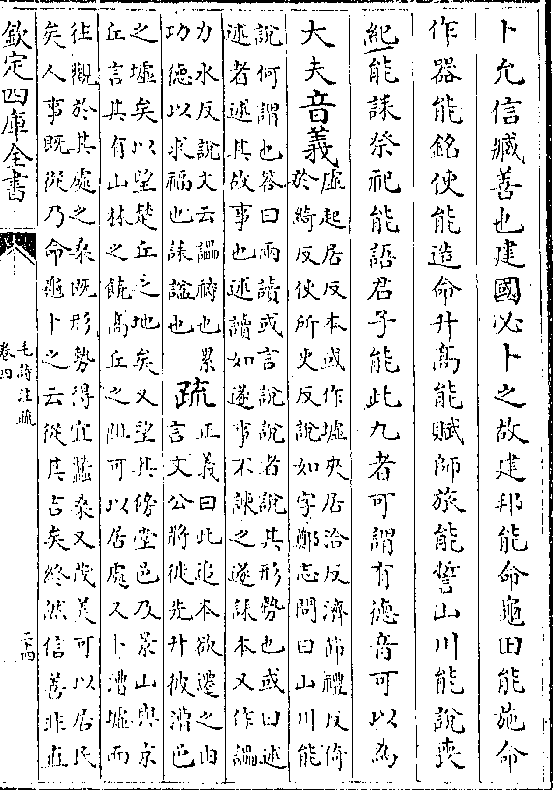 卜允信臧善也建國必卜之故建邦能命龜田能施命
作器能銘使能造命升高能賦師旅能誓山川能說喪
紀能誄祭祀能語君子能此九者可謂有德音可以為
大夫音義虛起居反本或作墟夾居洽反濟節禮反倚
於綺反使所吏反說如字鄭志問曰山川能
說何謂也答曰兩讀或言說說者說其形勢也或曰述
述者述其故事也述讀如遂事不諫之遂誄本又作讄
力水反說文云讄禱也累
功德以求福也誄諡也疏正義曰此追本欲遷之由
言文公將徙先升彼漕邑
之墟矣以望楚丘之地矣又望其傍堂邑及景山與京
丘言其有山林之饒高丘之阻可以居處又卜漕墟而
往觀於其處之桑既形勢得宜蠶桑又茂美可以居民
矣人事既從乃命龜卜之云從其吉矣終然信善非直
欽定四庫全書
毛詩注疏
卷四
二十四